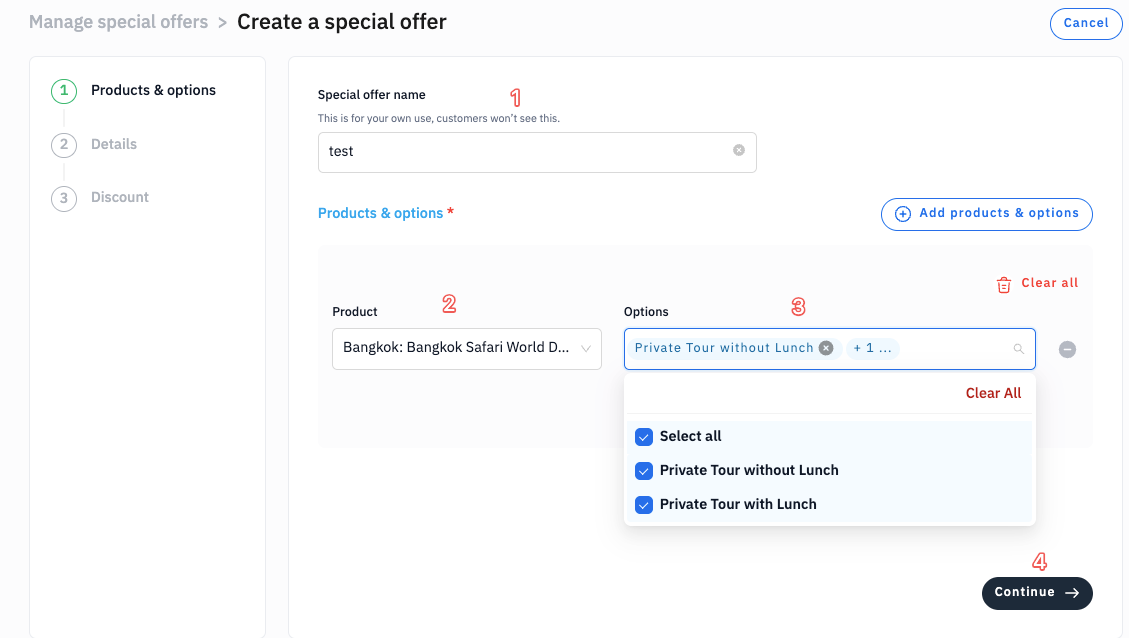 Manage special offers > Create a special offer
Cancel
1 Products & options
2 Details
3 Discount
Special offer name
1
This is for your own use, customers won't see this.
test
Products & options *
Add products & options
Clear all
2
3
Product
Options
Bangkok: Bangkok Safari World D...
Private Tour without Lunch
+ 1 ...
Clear All
Select all
Private Tour without Lunch
Private Tour with Lunch
4
Continue